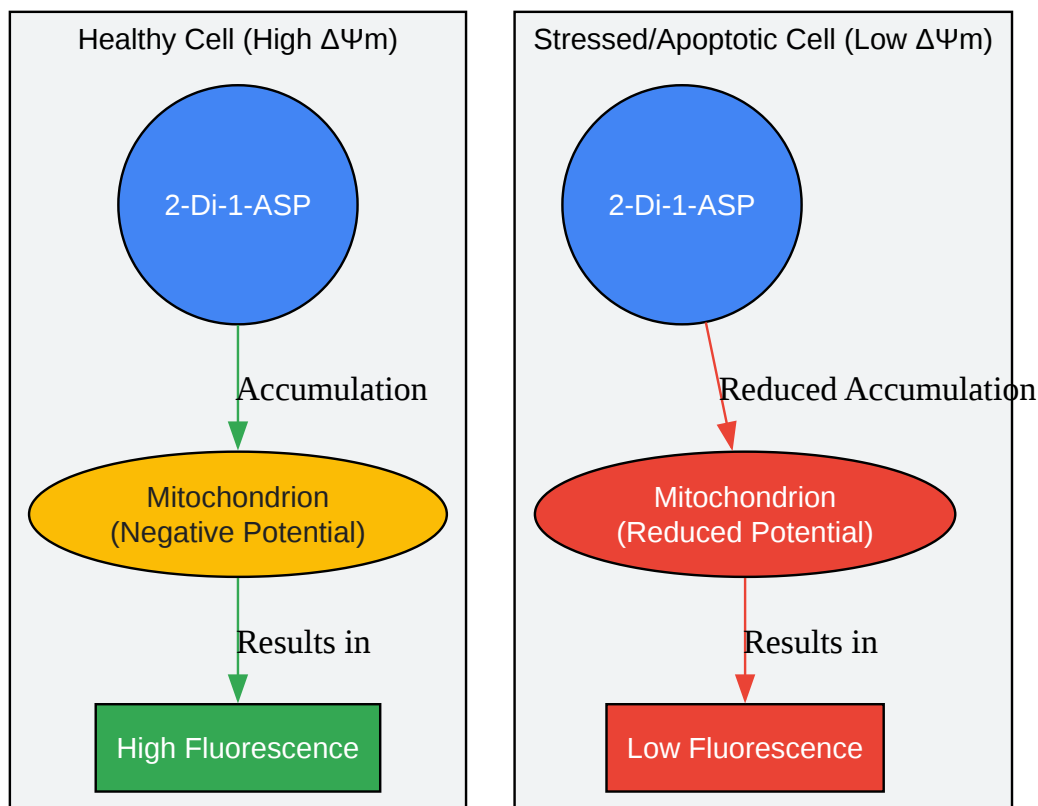 Healthy Cell (High ΔΨm)
2-Di-1-ASP
Accumulation
Mitochondrion
(Negative Potential)
Results in
High Fluorescence
Stressed/Apoptotic Cell (Low ΔΨm)
2-Di-1-ASP
Reduced Accumulation
Mitochondrion
(Reduced Potential)
Results in
Low Fluorescence